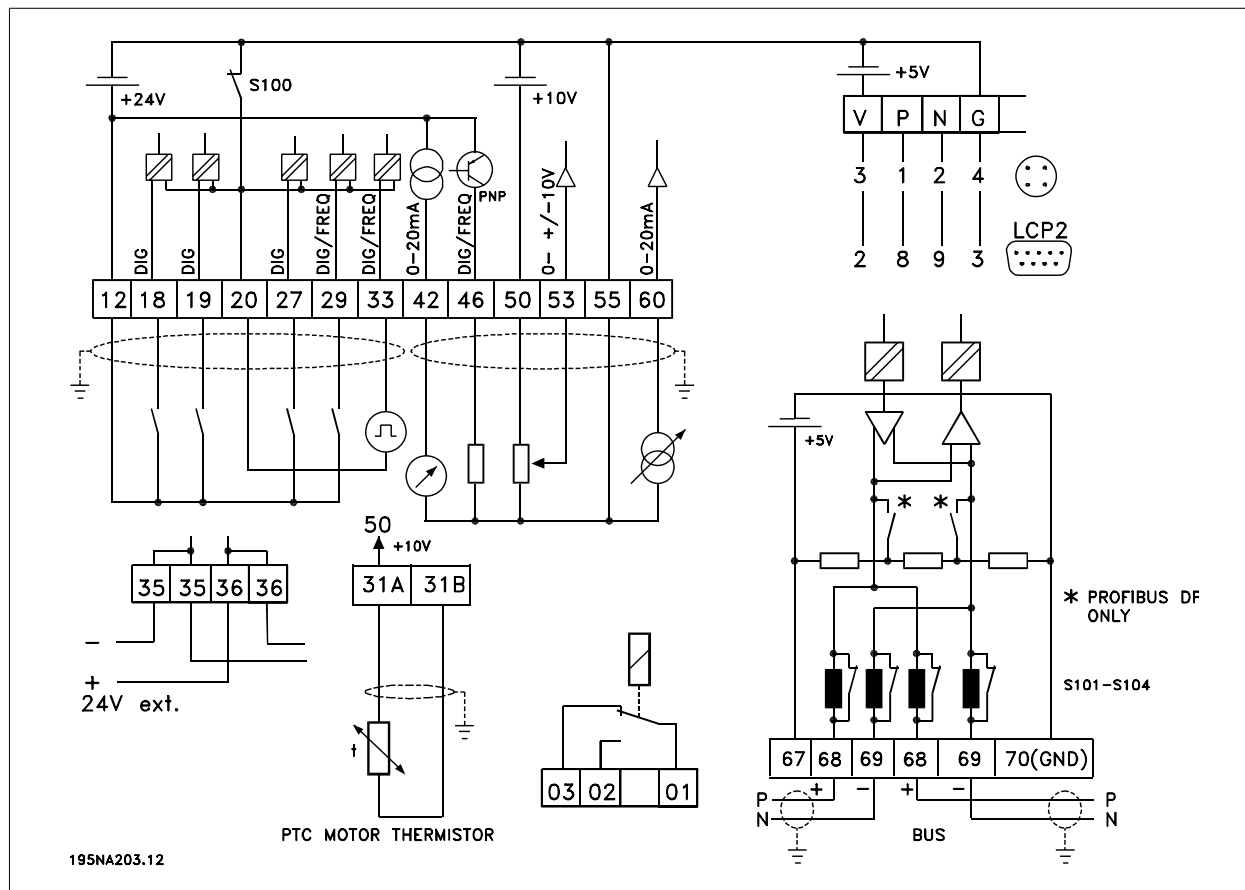 +24V
S100
+10V
+5V
V P N G
3 1 2 4
LCP2
2 8 9 3
PNP
DIG
DIG
DIG
DIG/FREQ
DIG/FREQ
0-20mA
DIG/FREQ
0- +/-10V
0-20mA
12 18 19 20 27 29 33 42 46 50 53 55 60
+5V
* *
* PROFIBUS DF
ONLY
50
+10V
35 35 36 36
31A 31B
-
+
24V ext.
t
PTC MOTOR THERMISTOR
03 02 01
S101-S104
67 68 69 68 69 70(GND)
+ - + -
P P
N N
BUS
195NA203.12